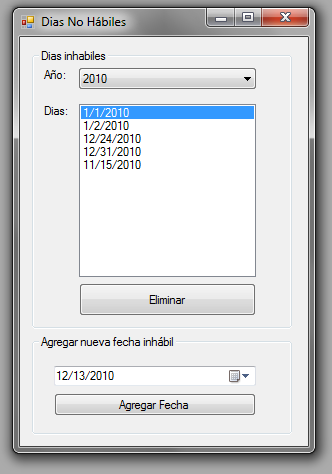 Dias No Hábiles
Dias inhabiles
Año:
2010
Dias:
1/1/2010
1/2/2010
12/24/2010
12/31/2010
11/15/2010
Eliminar
Agregar nueva fecha inhábil
12/13/2010
Agregar Fecha